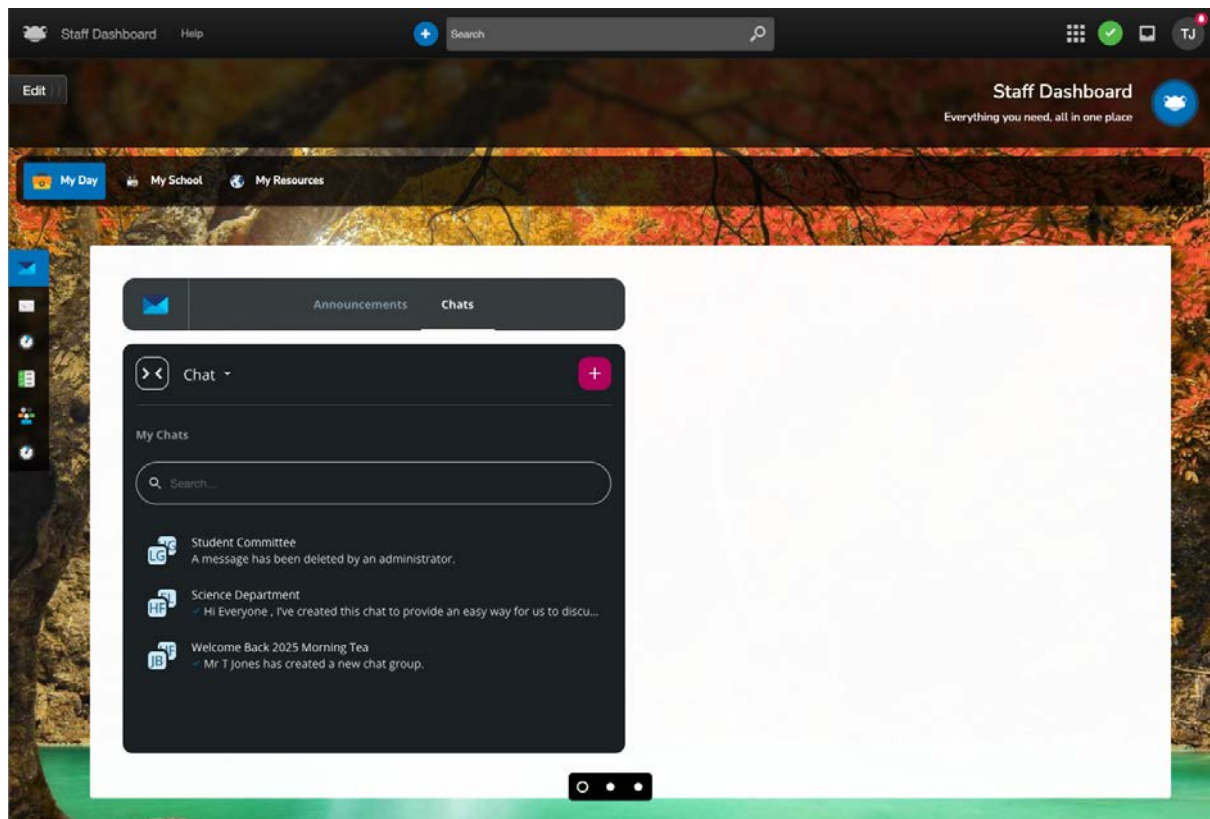 Staff Dashboard Help Search TJ
Edit
Staff Dashboard
Everything you need, all in one place
My Day My School My Resources
Announcements Chats
Chat
My Chats
Search...
Student Committee
LG A message has been deleted by an administrator.
Science Department
HF Hi Everyone , I've created this chat to provide an easy way for us to discu...
Welcome Back 2025 Morning Tea
JB Mr T Jones has created a new chat group.